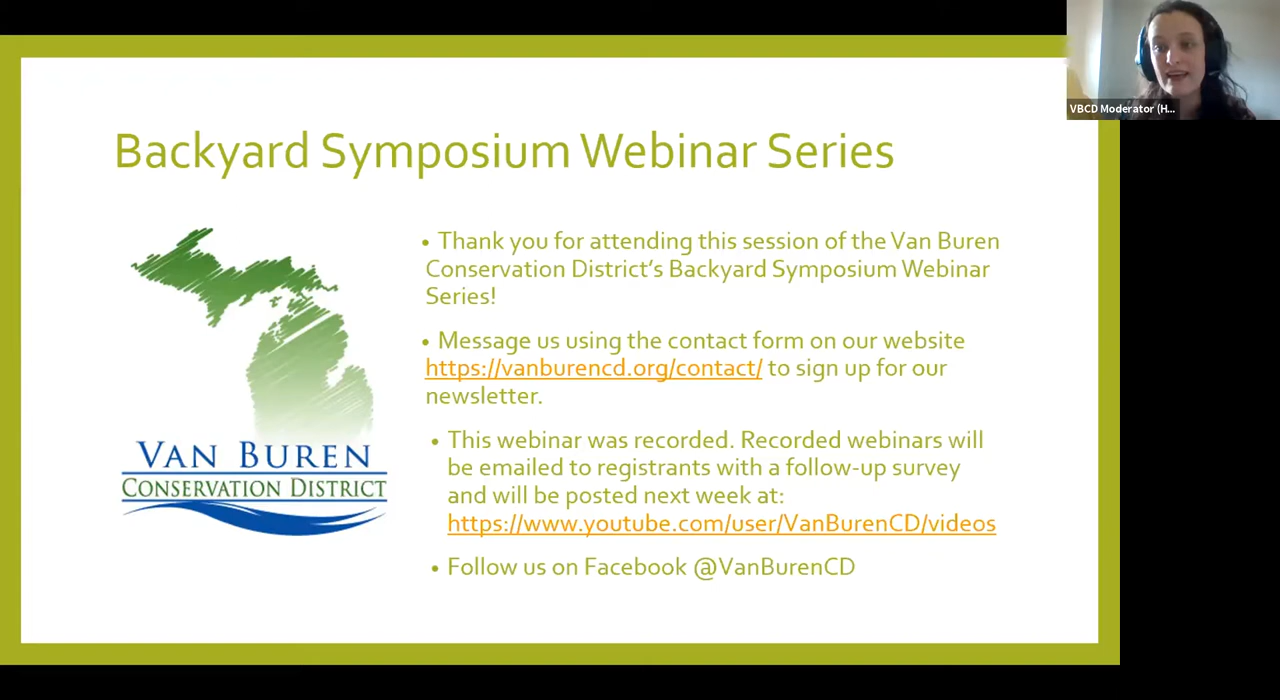 VBCD Moderator (H...
Backyard Symposium Webinar Series
• Thank you for attending this session of the Van Buren
Conservation District’s Backyard Symposium Webinar
Series!
• Message us using the contact form on our website
https://vanburencd.org/contact/ to sign up for our
newsletter.
• This webinar was recorded. Recorded webinars will
be emailed to registrants with a follow-up survey
and will be posted next week at:
https://www.youtube.com/user/VanBurenCD/videos
• Follow us on Facebook @VanBurenCD
VAN BUREN
CONSERVATION DISTRICT